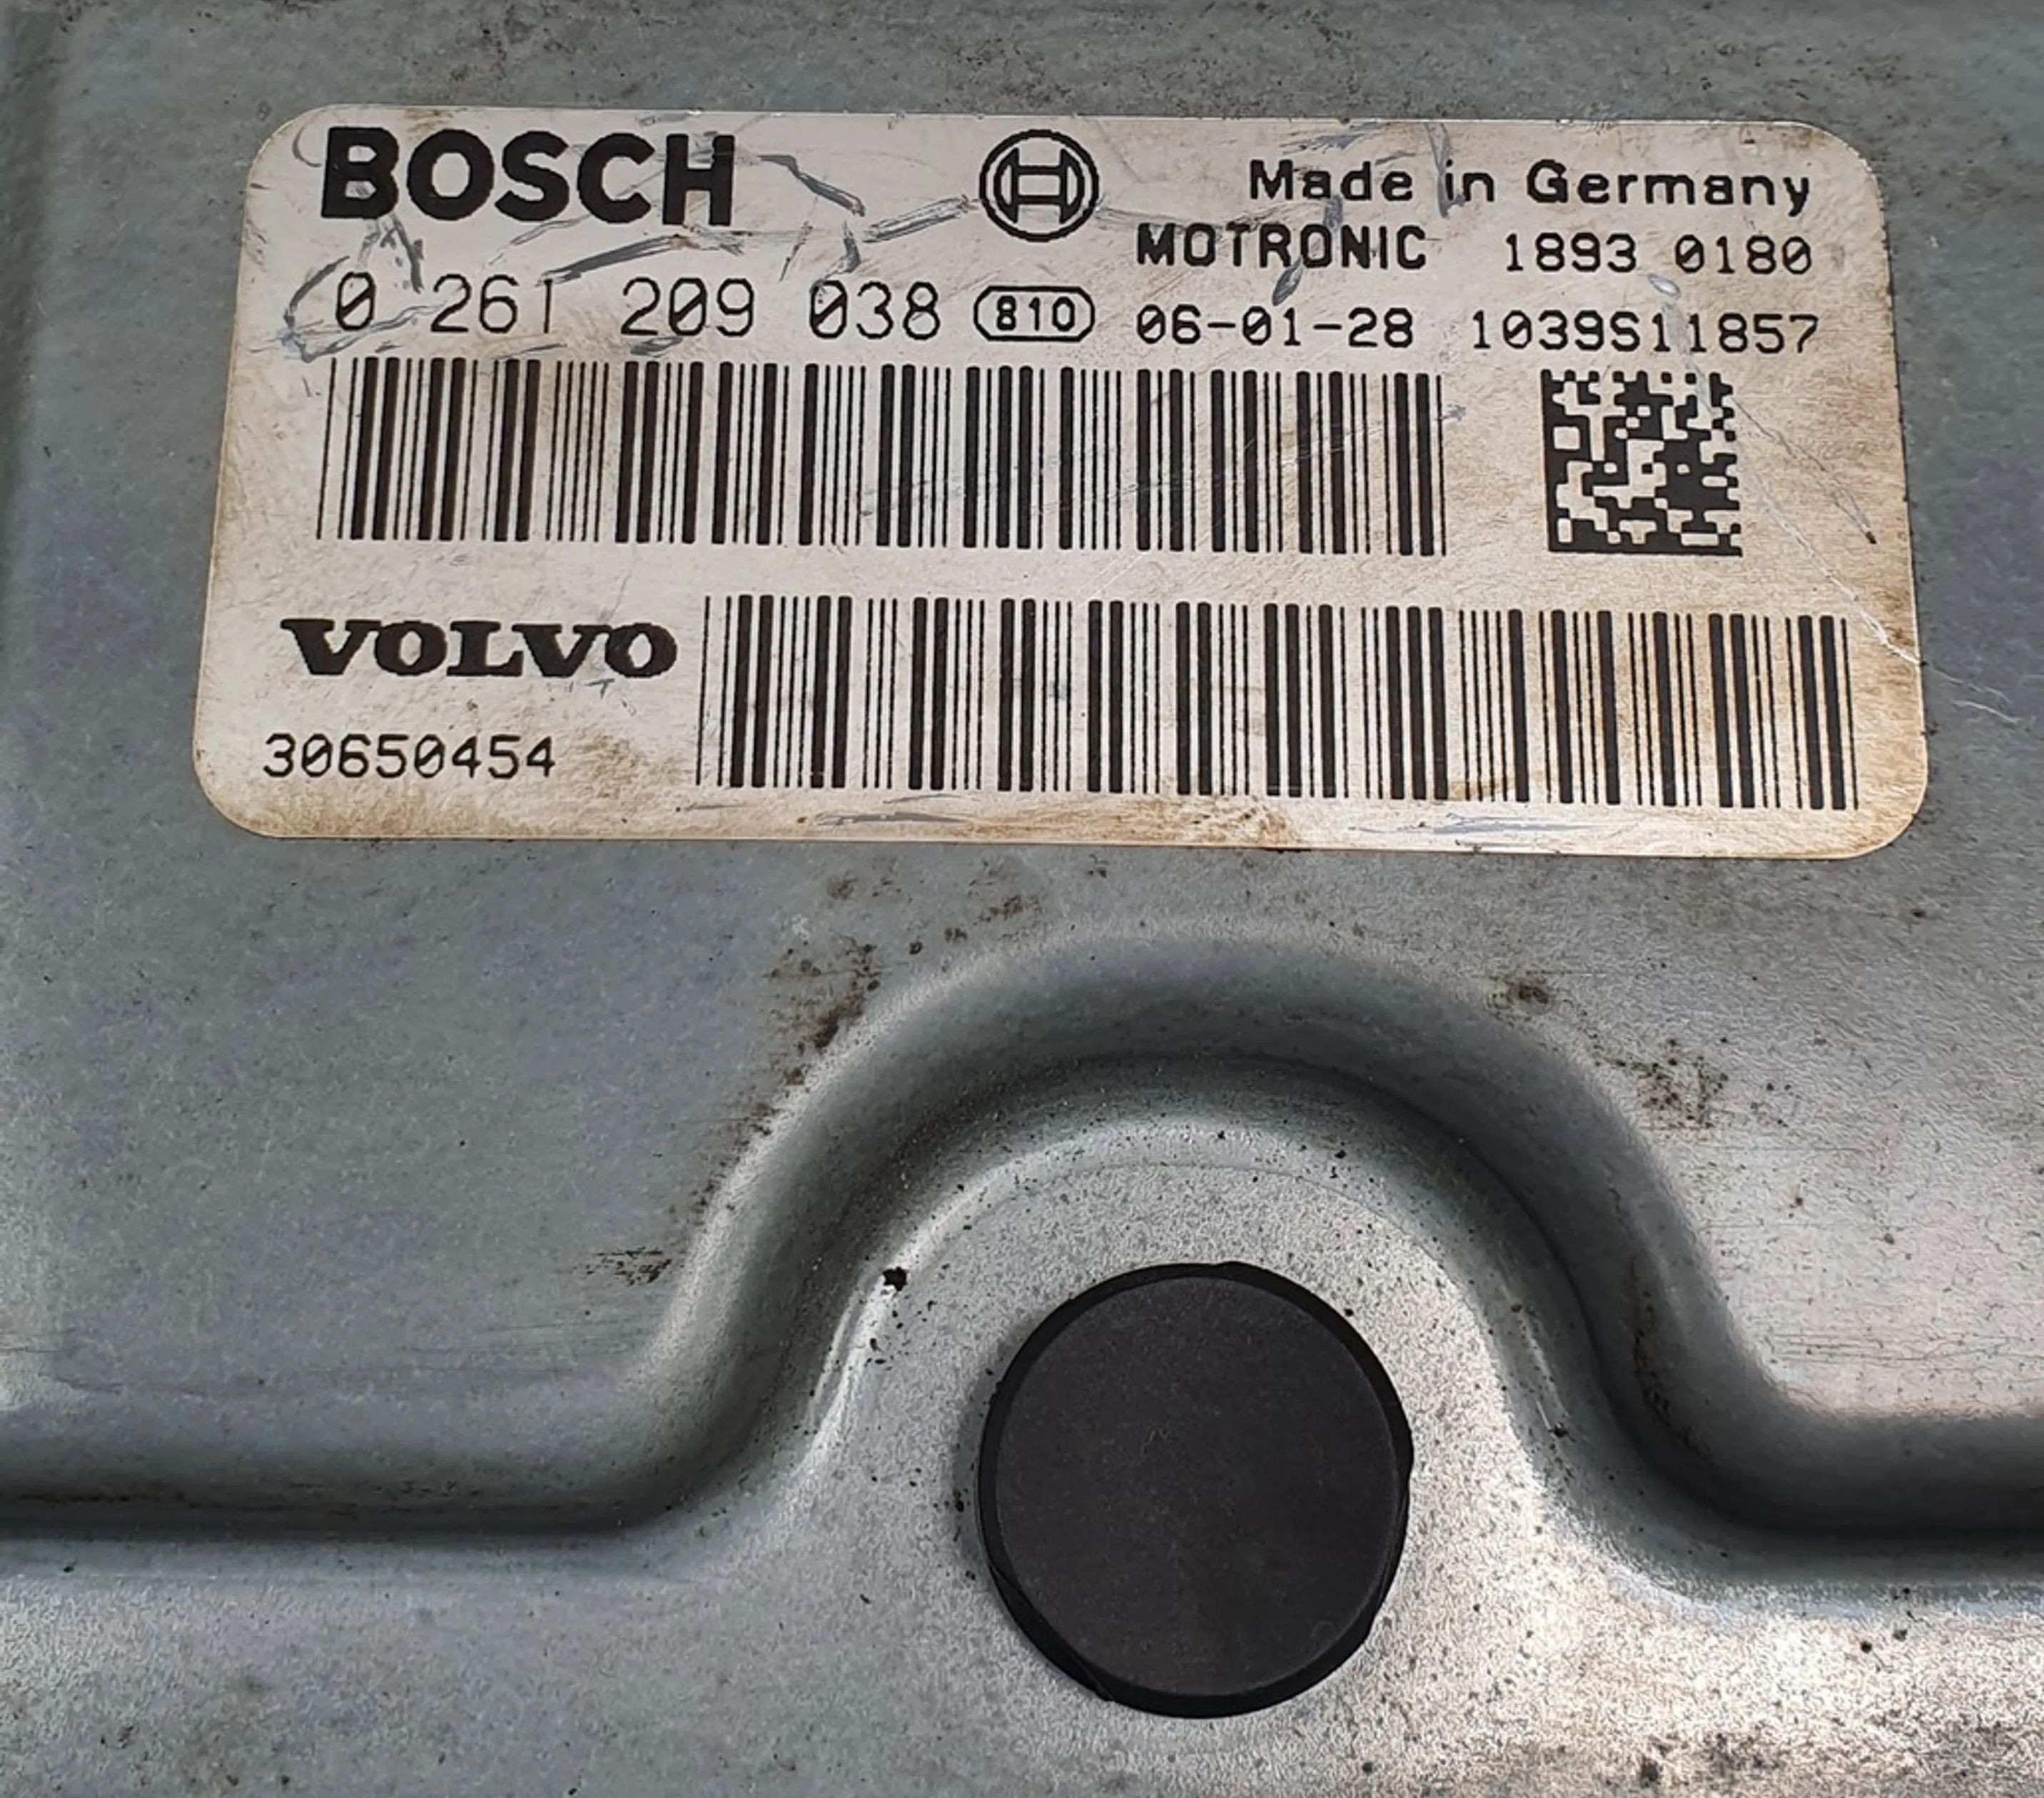 BOSCH
Made in Germany
MOTRONIC 1893 0180
0 261 209 038 810 06-01-28 1039S11857
VOLVO
30650454